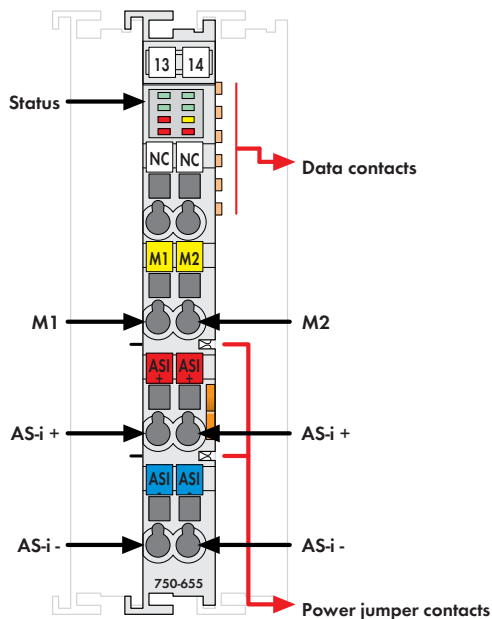 13 14
Status
NC NC
Data contacts
M1 M2
M1
M2
ASI + ASI +
AS-i +
AS-i +
ASI - ASI -
AS-i -
AS-i -
750-655
Power jumper contacts